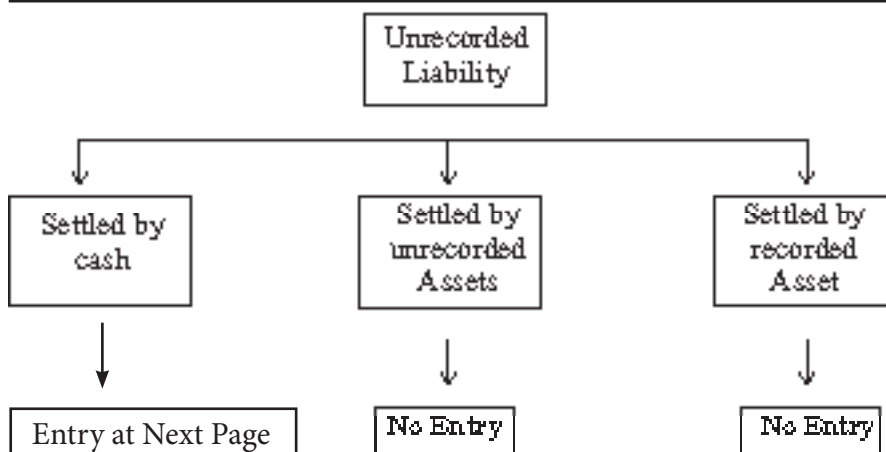 Unrecorded
Liability
Settled by
cash
Settled by
unrecorded
Assets
Settled by
recorded
Asset
Entry at Next Page
No Entry
No Entry